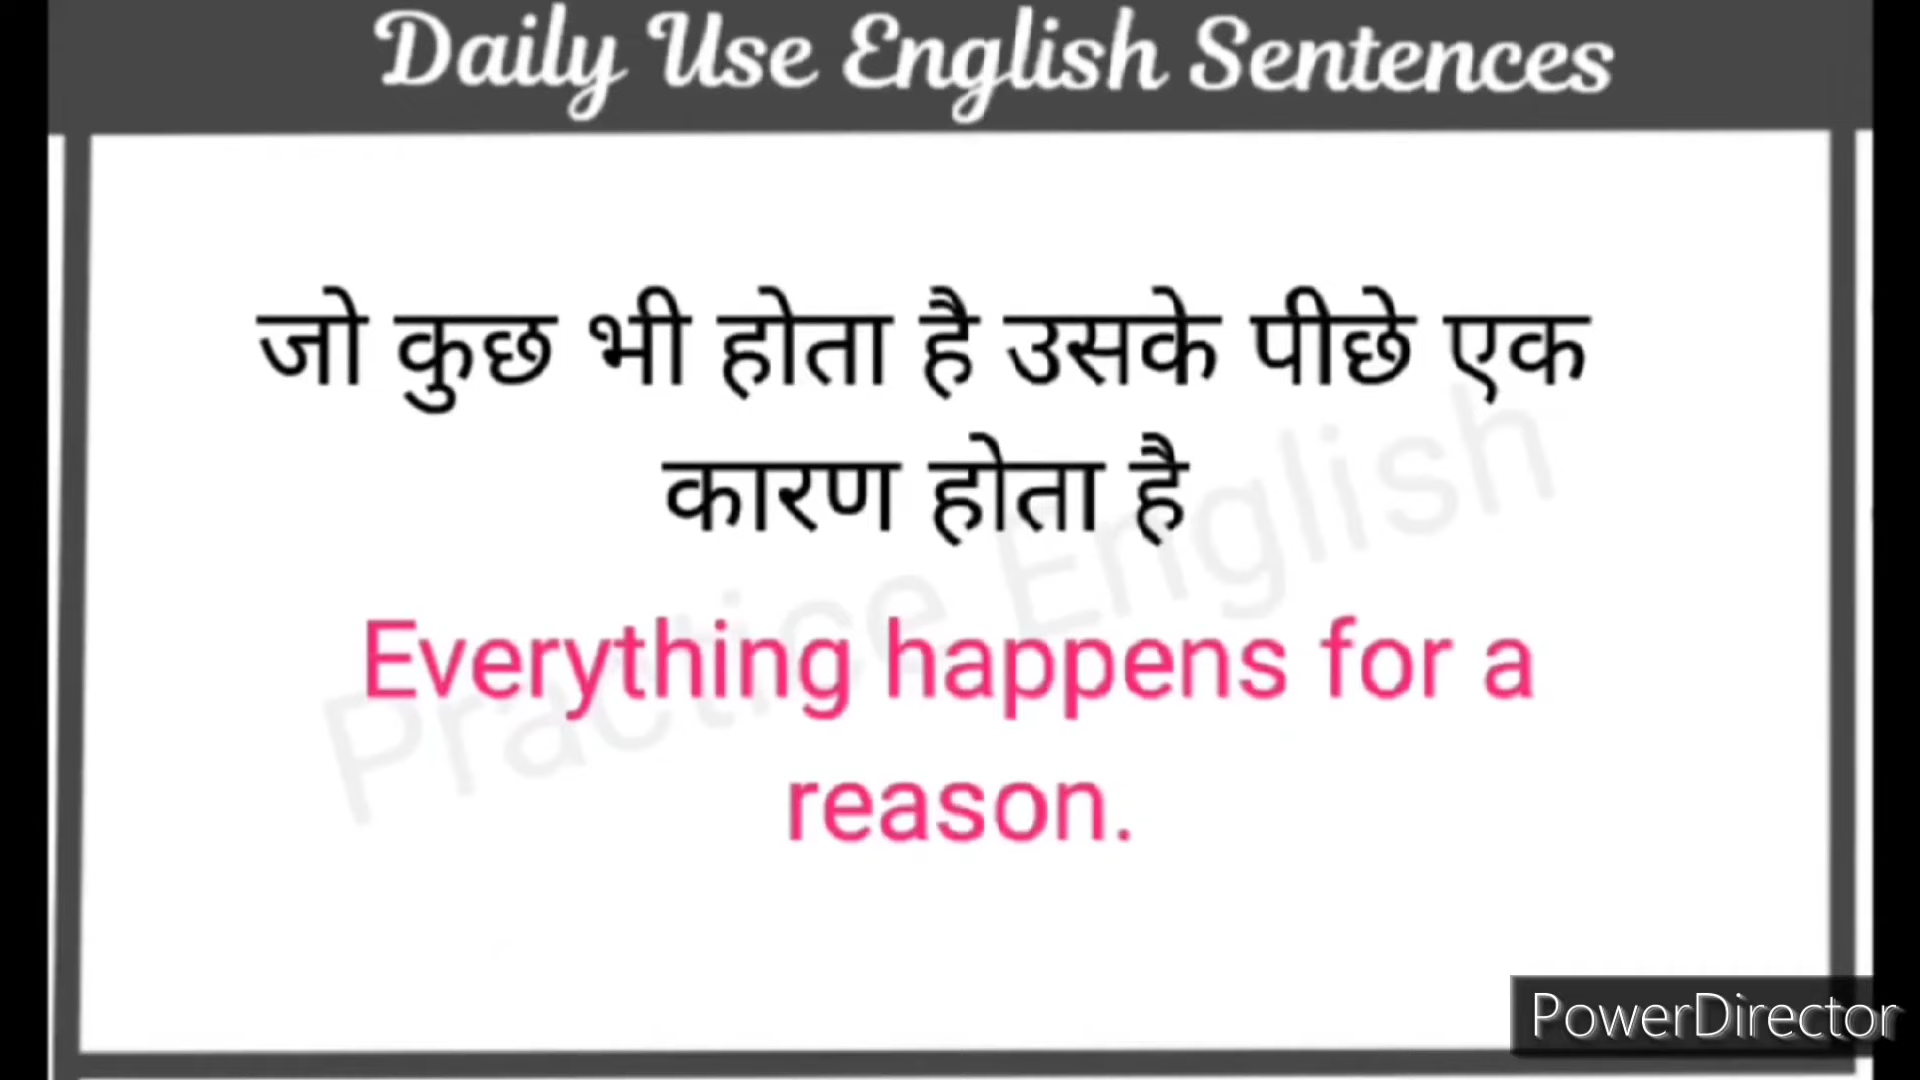 Daily Use English Sentences
जो कुछ भी होता है उसके पीछे एक
कारण होता है
Everything happens for a
reason.
Practice English
PowerDirector